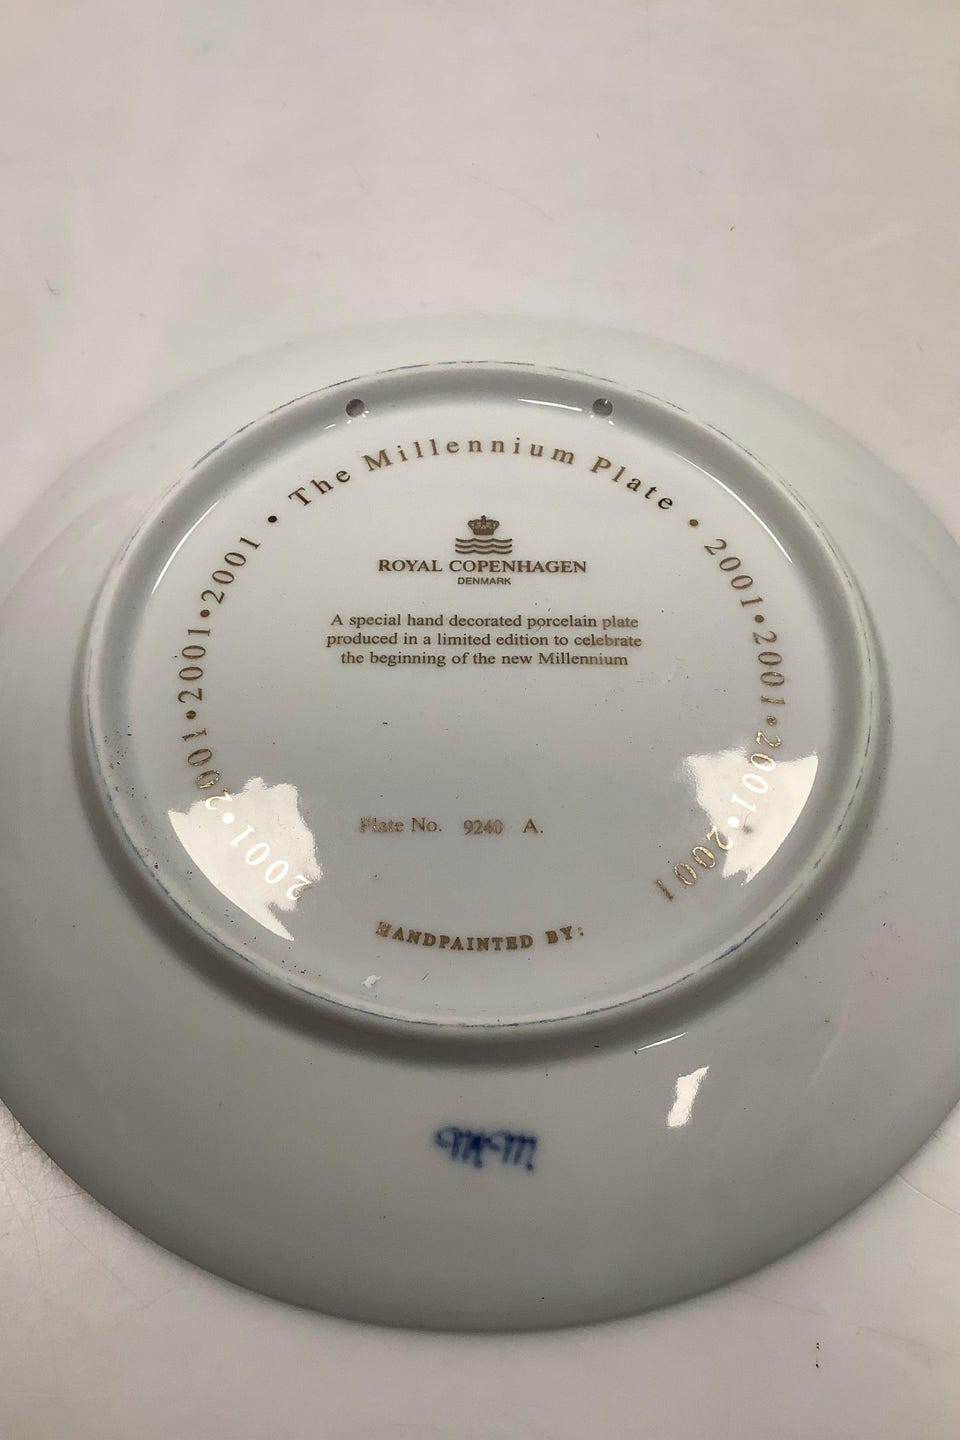 The Millennium Plate • 2001 • 2001 • 2001 • 2001
2001 • 2001 • 2001 • 2001 •
ROYAL COPENHAGEN
DENMARK
A special hand decorated porcelain plate
produced in a limited edition to celebrate
the beginning of the new Millennium
Plate No. 9240 A.
HANDPAINTED BY: